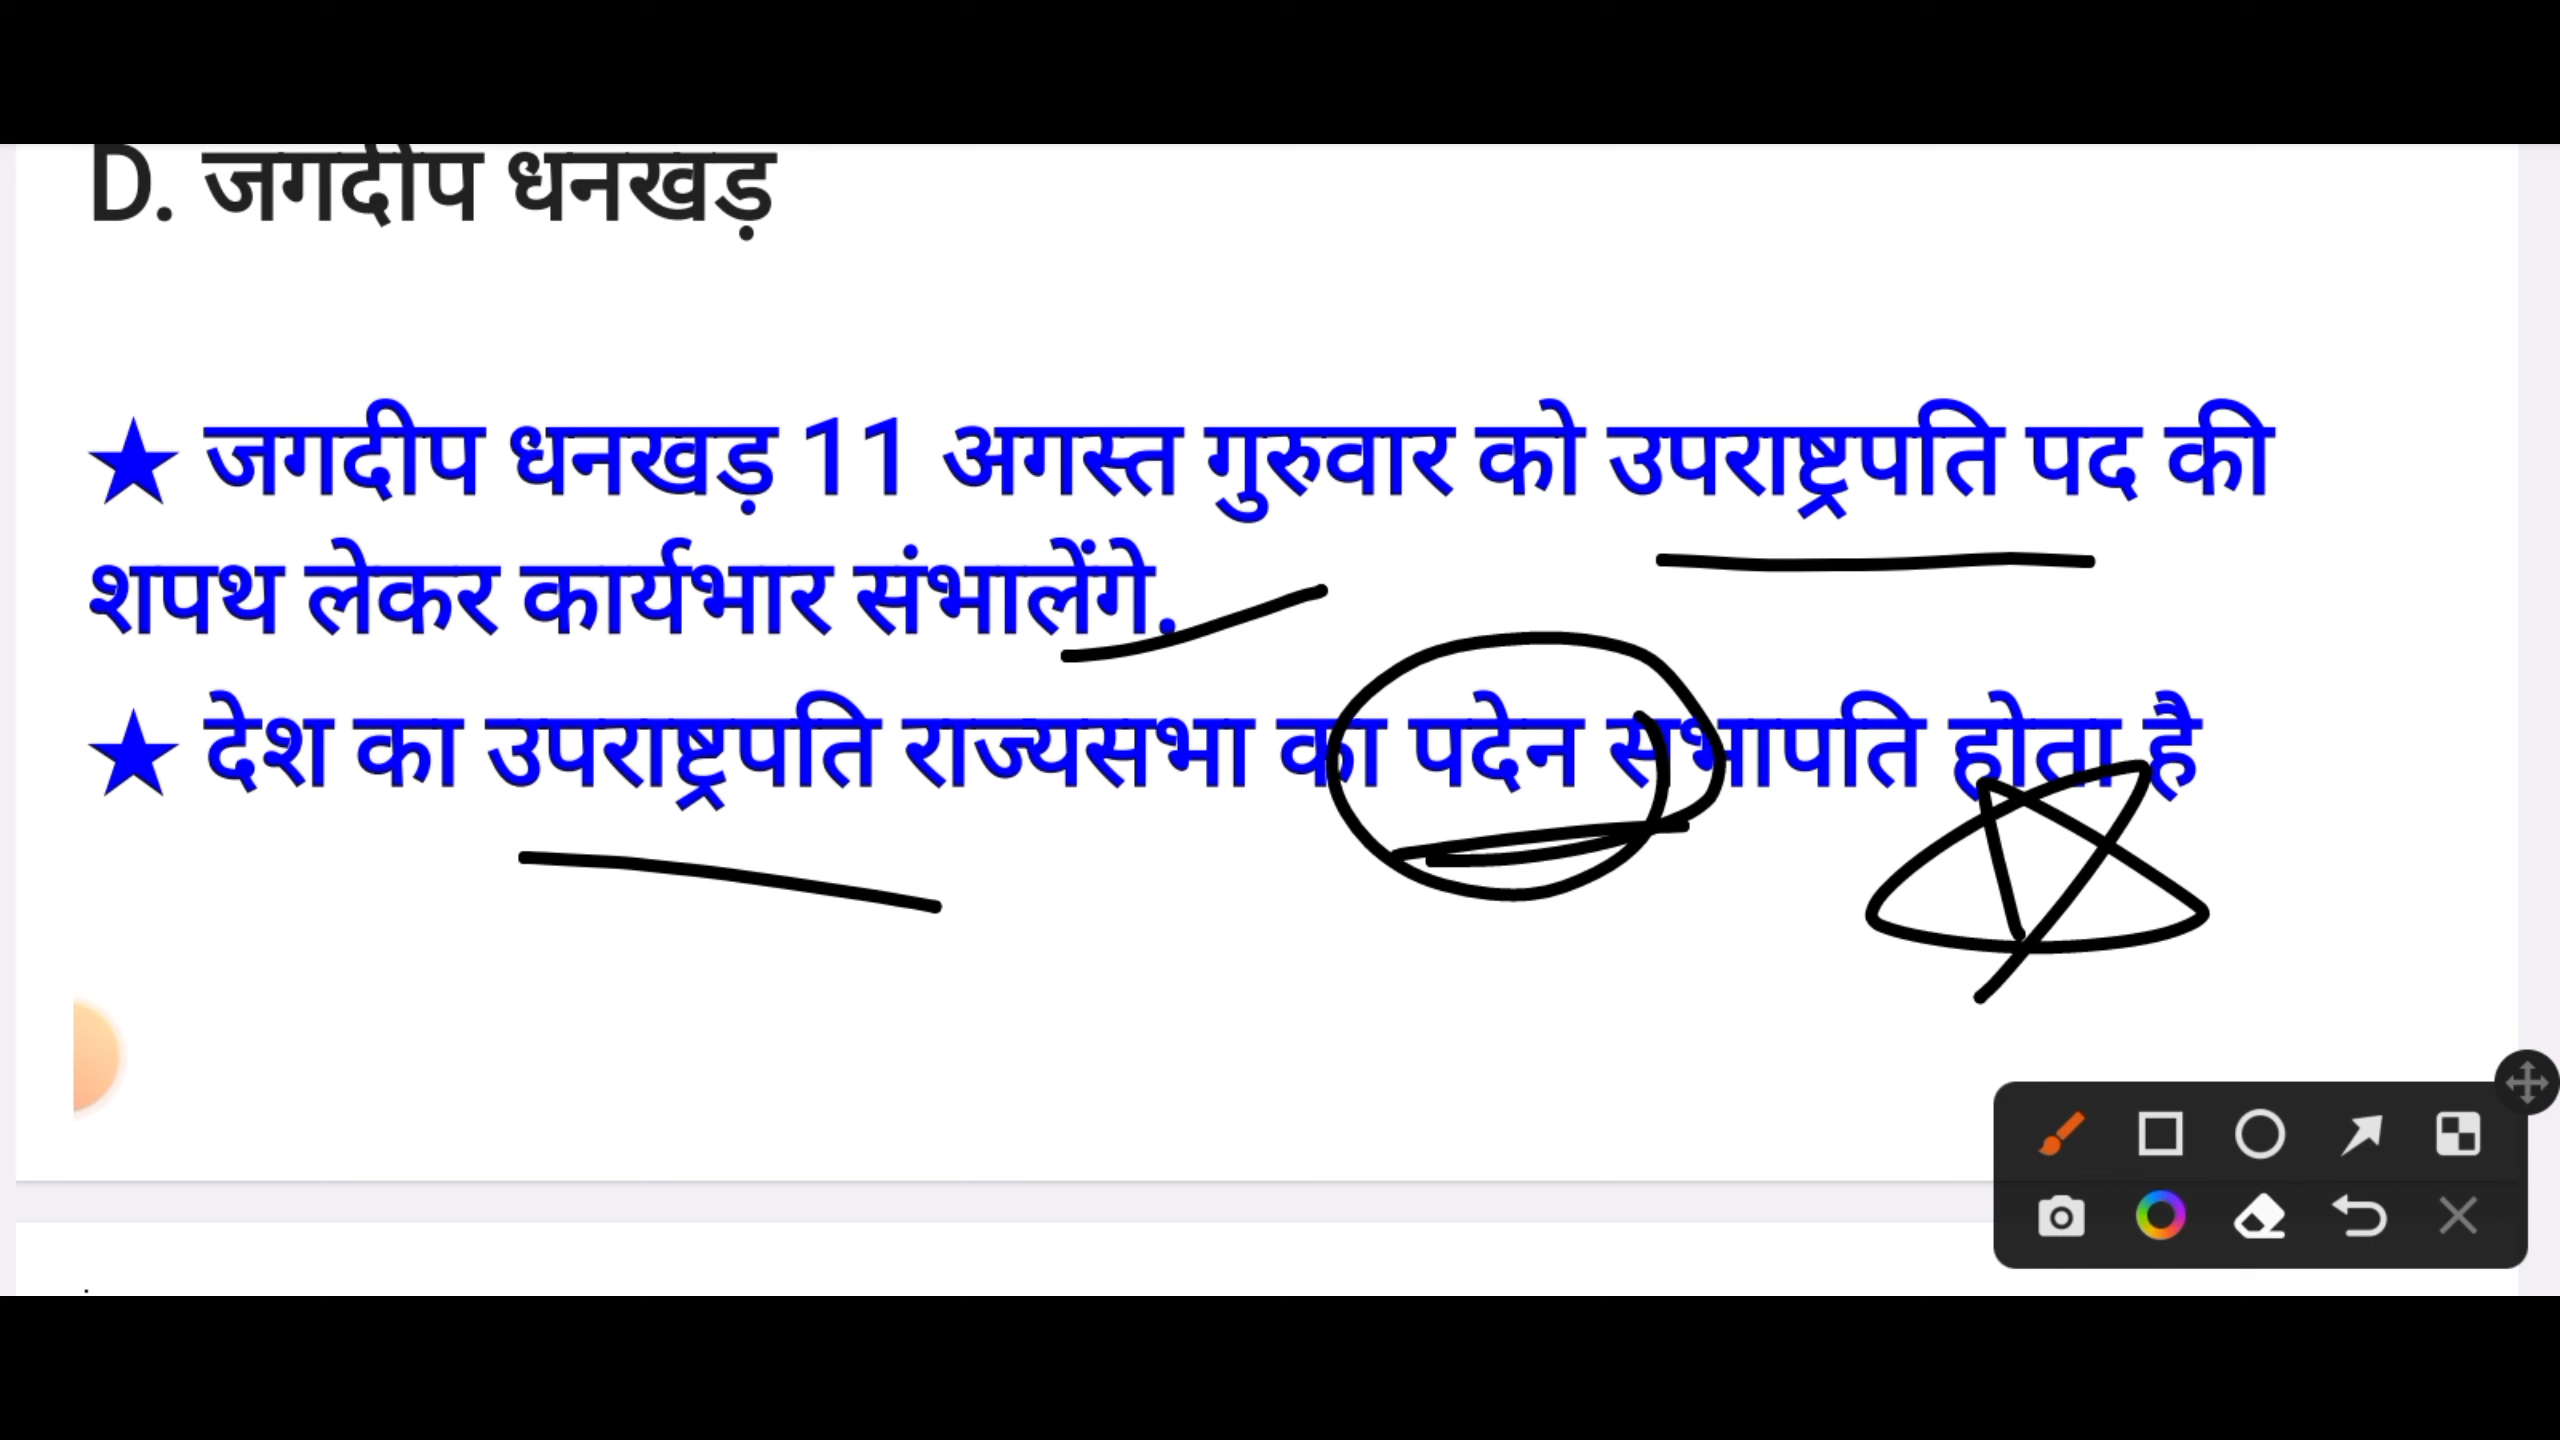 D. जगदीप धनखड़
★ जगदीप धनखड़ 11 अगस्त गुरुवार को उपराष्ट्रपति पद की
शपथ लेकर कार्यभार संभालेंगे.
★ देश का उपराष्ट्रपति राज्यसभा का पदेन सभापति होता है